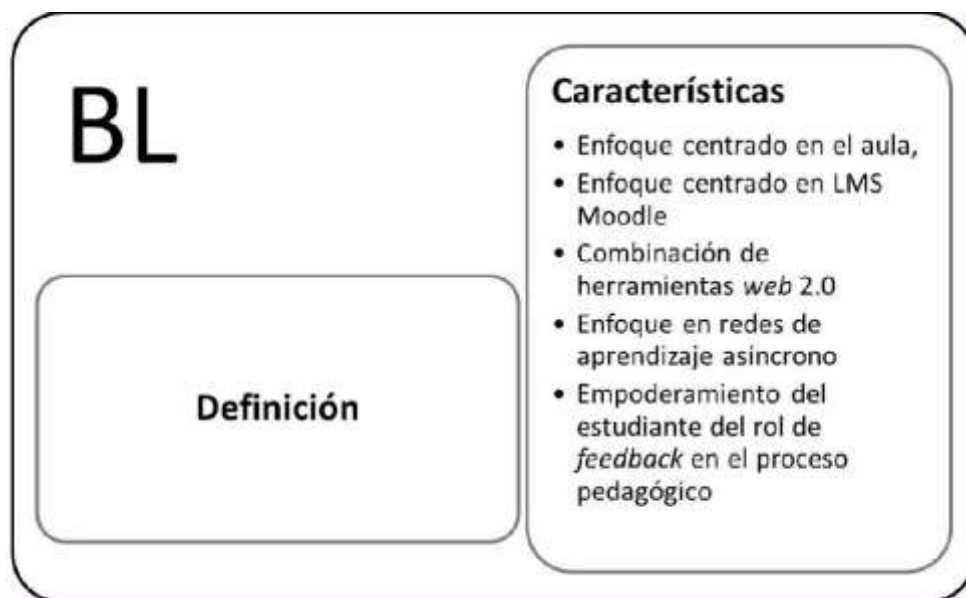 BL
Definición
Características
• Enfoque centrado en el aula,
• Enfoque centrado en LMS
Moodle
• Combinación de
herramientas web 2.0
• Enfoque en redes de
aprendizaje asíncrono
• Empoderamiento del
estudiante del rol de
feedback en el proceso
pedagógico